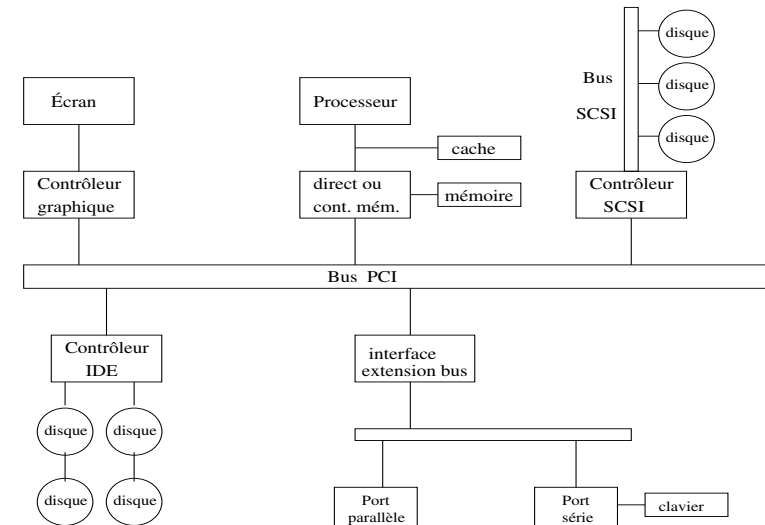 disque
Bus
disque
SCSI
disque
Écran
Processeur
cache
Contrôleur
graphique
direct ou
cont. mém.
mémoire
Contrôleur
SCSI
Bus PCI
Contrôleur
IDE
interface
extension bus
disque
disque
disque
disque
Port
parallèle
Port
série
clavier